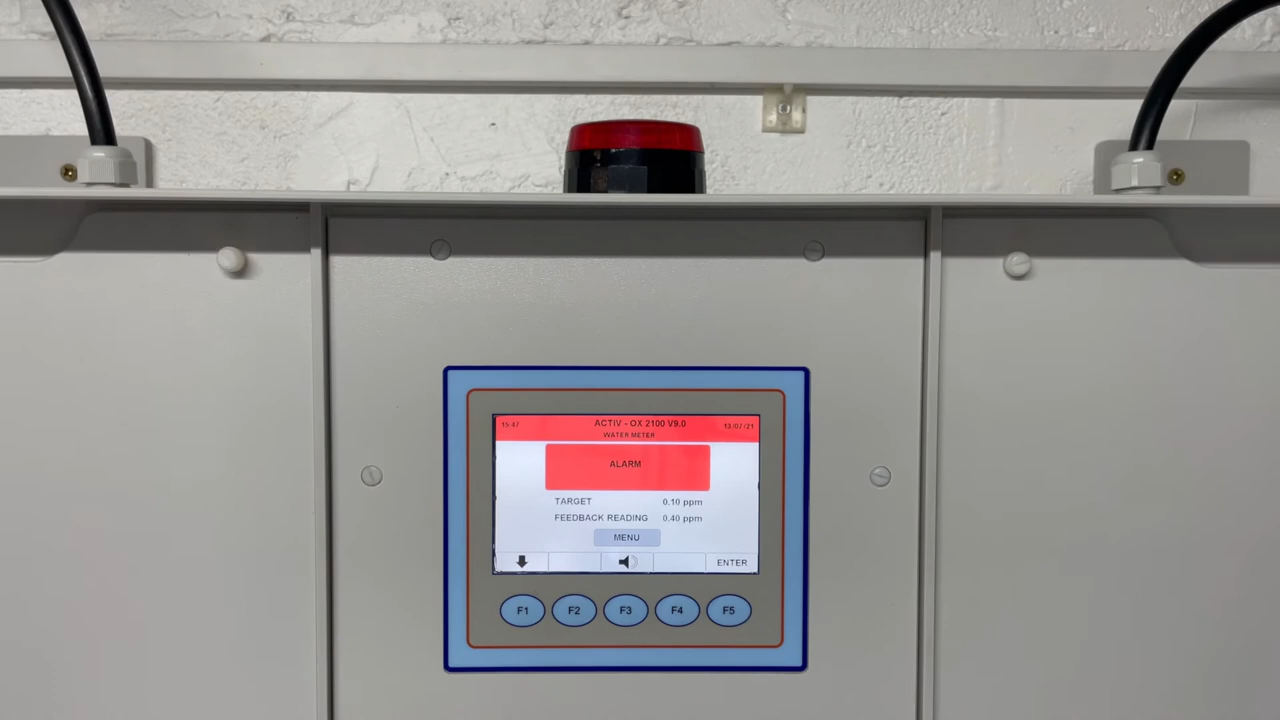 15:47 ACTIV - OX 2100 V9.0 13/07/21
WATER METER
ALARM
TARGET 0.10 ppm
FEEDBACK READING 0.40 ppm
MENU
ENTER
F1 F2 F3 F4 F5